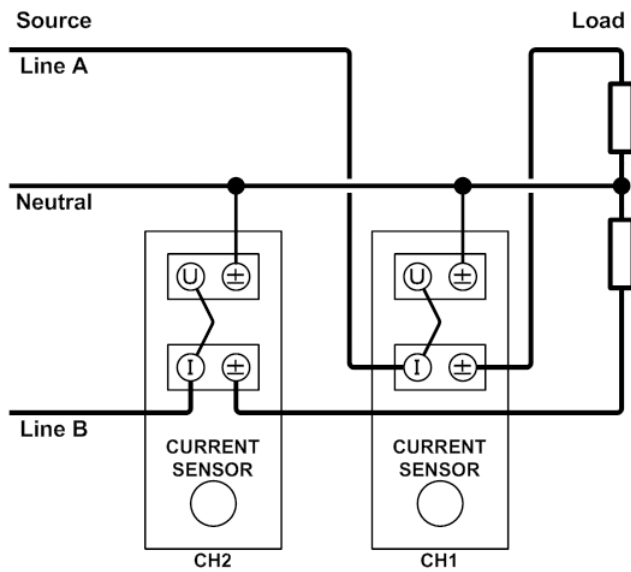 Source
Load
Line A
Neutral
U ±
U ±
I ±
I ±
Line B
CURRENT
SENSOR
CURRENT
SENSOR
CH2
CH1